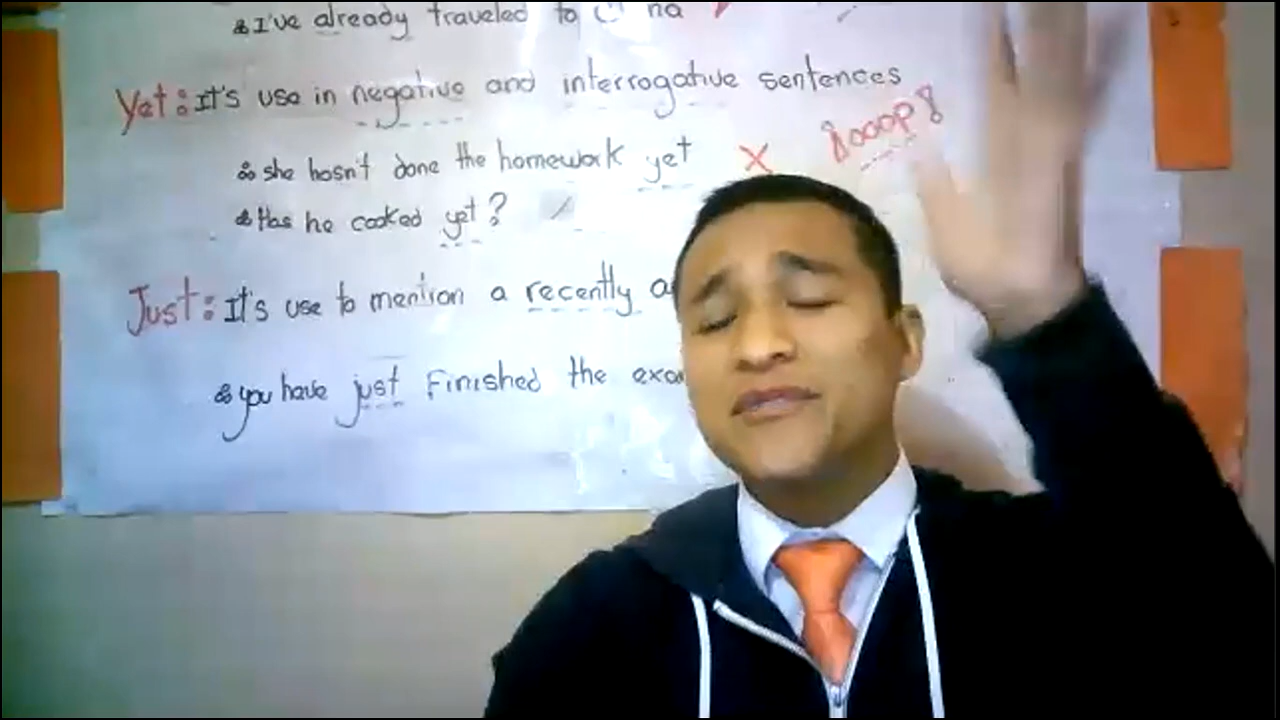 I've already traveled to
Yet: It's use in negative and interrogative sentences
she hasn't done the homework yet X
Has he cooked yet?
Just: It's use to mention a recently
you have just finished the